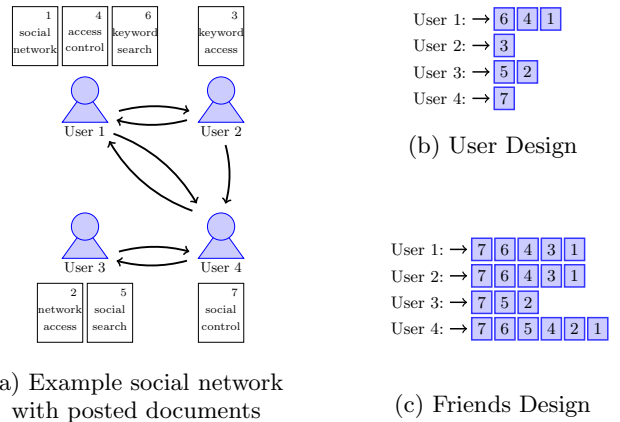 1 4 6 3
social access keyword keyword
network control search access
User 1 User 2
User 3 User 4
2 5 7
network social social
access search control
a) Example social network
with posted documents
User 1: → 6 4 1
User 2: → 3
User 3: → 5 2
User 4: → 7
(b) User Design
User 1: → 7 6 4 3 1
User 2: → 7 6 4 3 1
User 3: → 7 5 2
User 4: → 7 6 5 4 2 1
(c) Friends Design